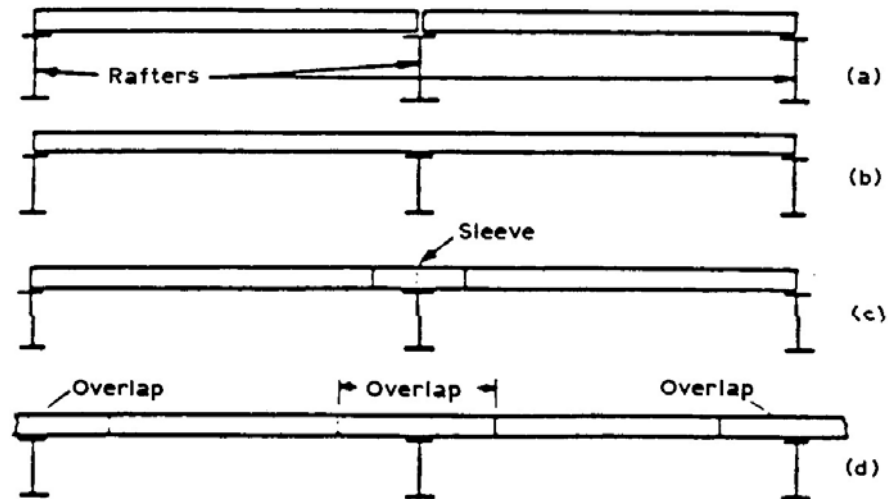 Rafters
(a)
(b)
Sleeve
(c)
Overlap Overlap Overlap
(d)